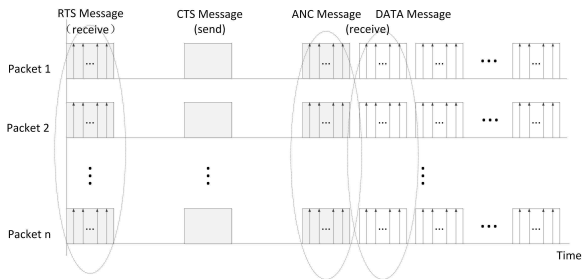 RTS Message
（receive）
CTS Message
(send)
ANC Message
DATA Message
(receive)
Packet 1
... ... ... ... ...
Packet 2
... ... ... ... ...
Packet n
... ... ... ... ...
Time